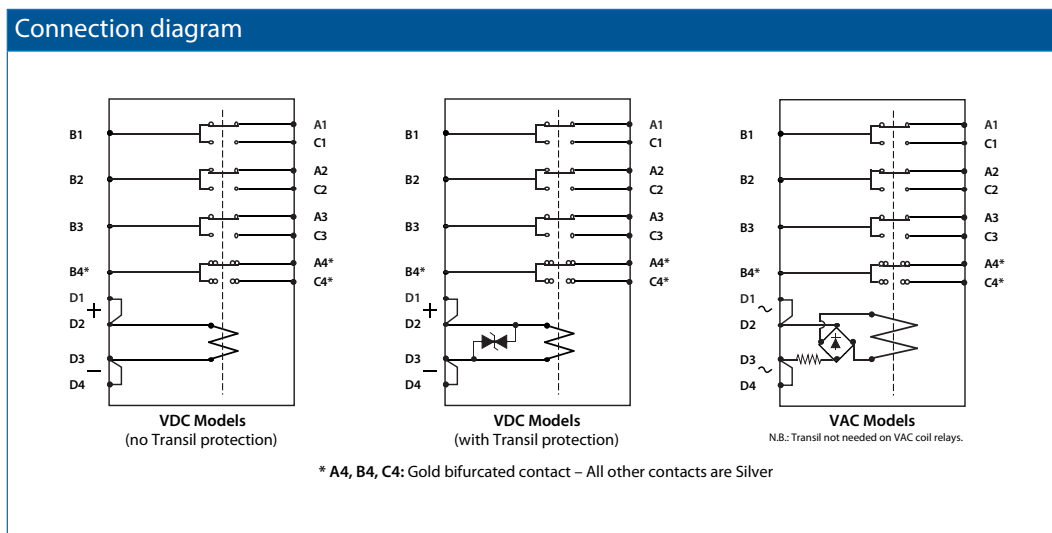 Connection diagram
B1
A1
C1
B2
A2
C2
B3
A3
C3
B4*
A4*
C4*
D1
+
D2
D3
–
D4
VDC Models
(no Transil protection)
B1
A1
C1
B2
A2
C2
B3
A3
C3
B4*
A4*
C4*
D1
+
D2
D3
–
D4
VDC Models
(with Transil protection)
B1
A1
C1
B2
A2
C2
B3
A3
C3
B4*
A4*
C4*
D1
~
D2
D3
~
D4
VAC Models
N.B.: Transil not needed on VAC coil relays.
* A4, B4, C4: Gold bifurcated contact – All other contacts are Silver